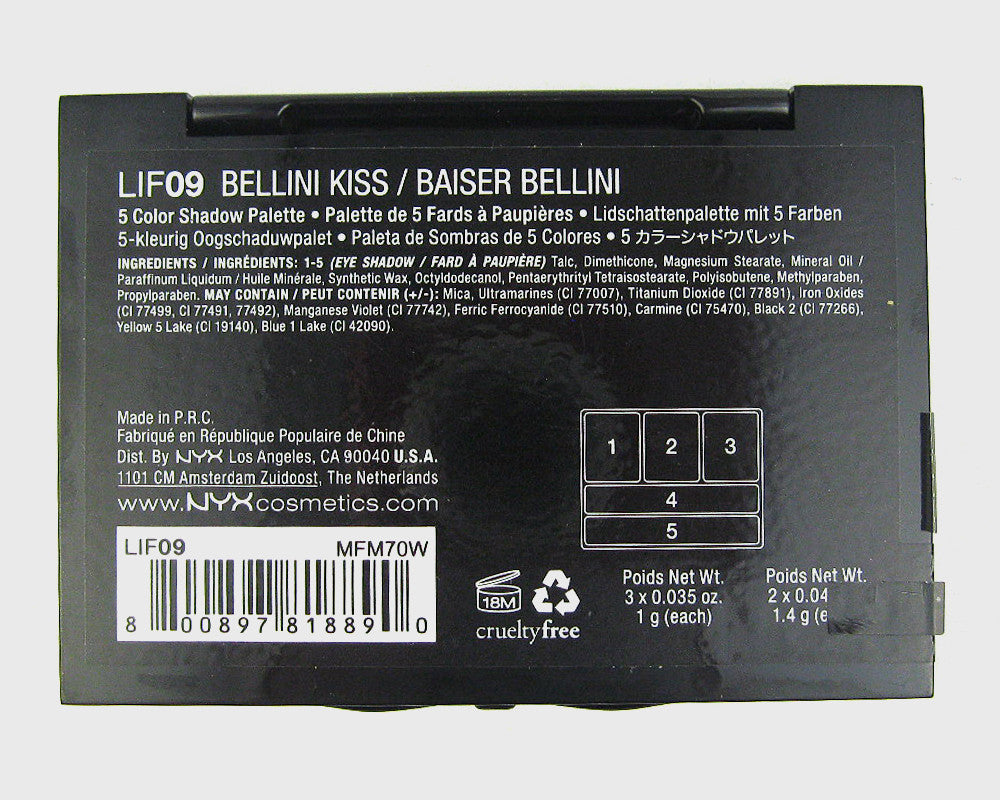 LIF09 BELLINI KISS / BAISER BELLINI
5 Color Shadow Palette • Palette de 5 Fards à Paupières • Lidschattenpalette mit 5 Farben
5-kleurig Oogschaduwpalet • Paleta de Sombras de 5 Colores • 5 カラーシャドウパレット
INGREDIENTS / INGRÉDIENTS: 1-5 (EYE SHADOW / FARD À PAUPIÈRE) Talc, Dimethicone, Magnesium Stearate, Mineral Oil /
Paraffinum Liquidum / Huile Minérale, Synthetic Wax, Octyldodecanol, Pentaerythrityl Tetraisostearate, Polyisobutene, Methylparaben,
Propylparaben. MAY CONTAIN / PEUT CONTENIR (+/-): Mica, Ultramarines (CI 77007), Titanium Dioxide (CI 77891), Iron Oxides
(CI 77499, CI 77491, 77492), Manganese Violet (CI 77742), Ferric Ferrocyanide (CI 77510), Carmine (CI 75470), Black 2 (CI 77266),
Yellow 5 Lake (CI 19140), Blue 1 Lake (CI 42090).
Made in P.R.C.
Fabriqué en République Populaire de Chine
Dist. By NYX Los Angeles, CA 90040 U.S.A.
1101 CM Amsterdam Zuidoost, The Netherlands
www.NYXcosmetics.com
LIF09 MFM70W
8 00897 81889 0
1 2 3
4
5
18M
crueltyfree
Poids Net Wt.
3 x 0.035 oz.
1 g (each)
Poids Net Wt.
2 x 0.04
1.4 g (e